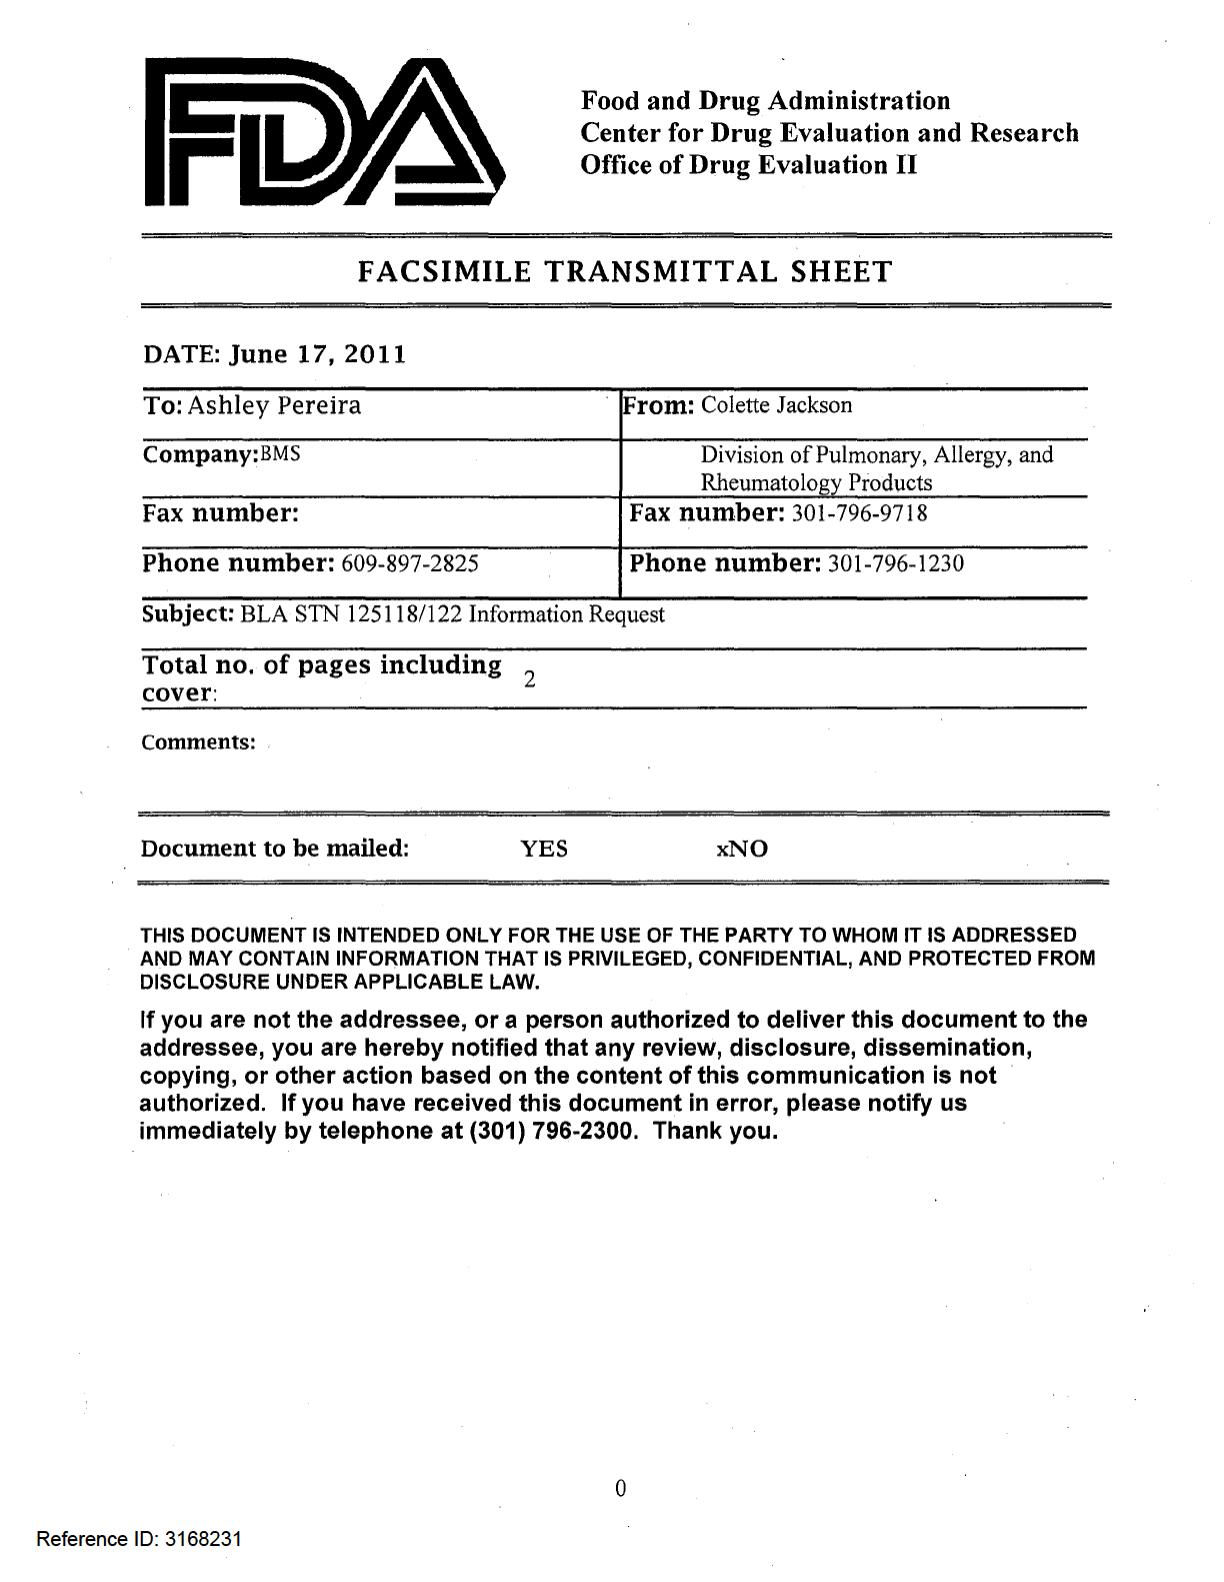 FDA
Food and Drug Administration
Center for Drug Evaluation and Research
Office of Drug Evaluation II
FACSIMILE TRANSMITTAL SHEET
DATE: June 17, 2011
To: Ashley Pereira
From: Colette Jackson
Company:BMS
Division of Pulmonary, Allergy, and
Rheumatology Products
Fax number:
Fax number: 301-796-9718
Phone number: 609-897-2825
Phone number: 301-796-1230
Subject: BLA STN 125118/122 Information Request
Total no. of pages including
cover:
2
Comments:
Document to be mailed: YES xNO
THIS DOCUMENT IS INTENDED ONLY FOR THE USE OF THE PARTY TO WHOM IT IS ADDRESSED
AND MAY CONTAIN INFORMATION THAT IS PRIVILEGED, CONFIDENTIAL, AND PROTECTED FROM
DISCLOSURE UNDER APPLICABLE LAW.
If you are not the addressee, or a person authorized to deliver this document to the
addressee, you are hereby notified that any review, disclosure, dissemination,
copying, or other action based on the content of this communication is not
authorized. If you have received this document in error, please notify us
immediately by telephone at (301) 796-2300. Thank you.
0
Reference ID: 3168231